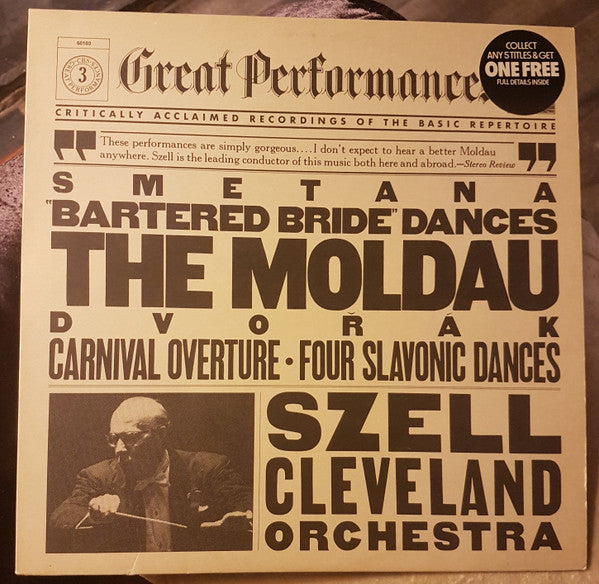 60103
3
Great Performances
COLLECT
ANY 5 TITLES & GET
ONE FREE
FULL DETAILS INSIDE
CRITICALLY ACCLAIMED RECORDINGS OF THE BASIC REPERTOIRE
"These performances are simply gorgeous....I don't expect to hear a better Moldau
anywhere. Szell is the leading conductor of this music both here and abroad.—Stereo Review"
SMETANA
"BARTERED BRIDE" DANCES
THE MOLDAU
DVOŘÁK
CARNIVAL OVERTURE · FOUR SLAVONIC DANCES
SZELL
CLEVELAND
ORCHESTRA